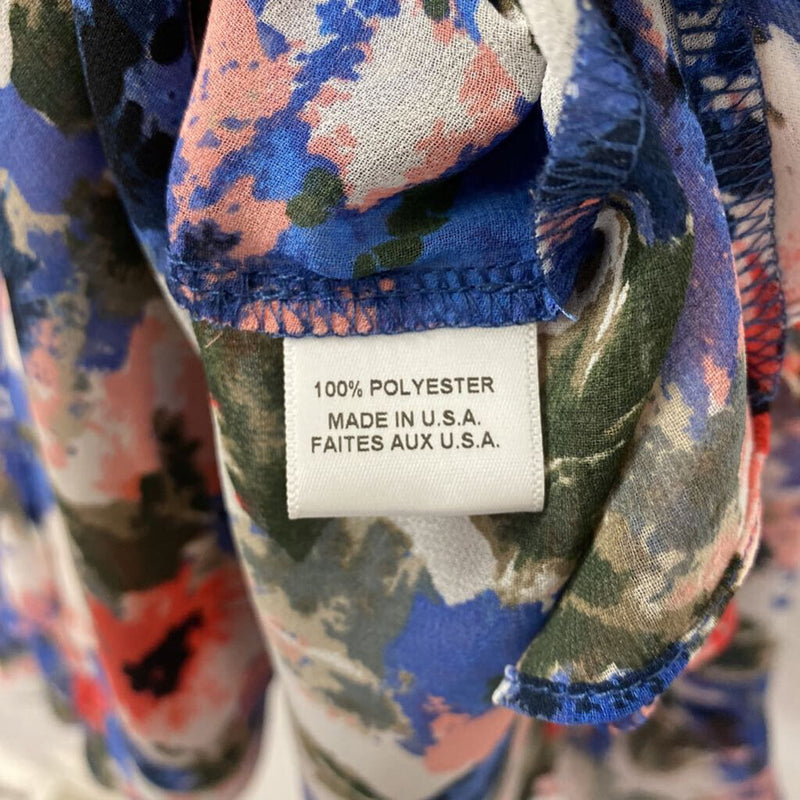 100% POLYESTER
MADE IN U.S.A.
FAITES AUX U.S.A.